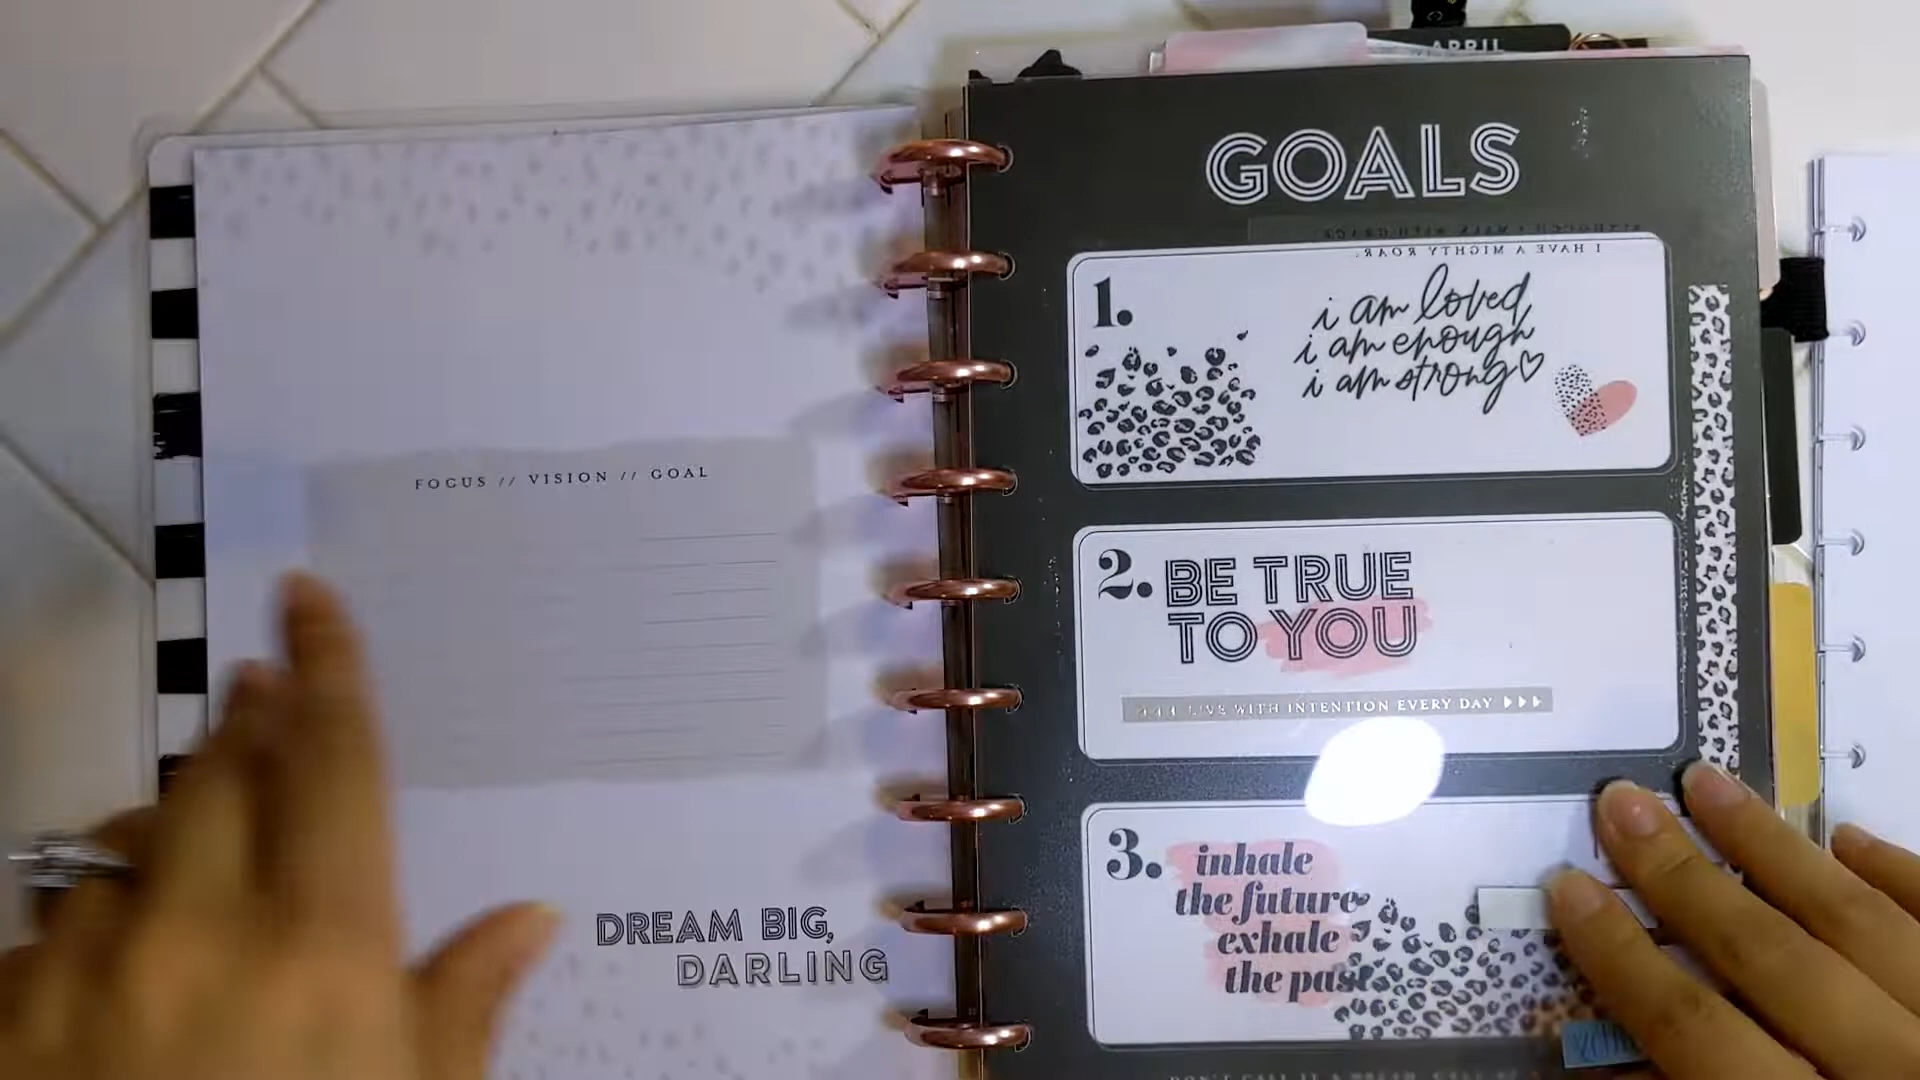 APRIL
FOCUS // VISION // GOAL
DREAM BIG,
DARLING
GOALS
I HAVE A MIGHTY ROAR.
1.
i am loved,
i am enough
i am strong
2.
BE TRUE
TO YOU
LIVE WITH INTENTION EVERY DAY
3.
inhale
the future
exhale
the past